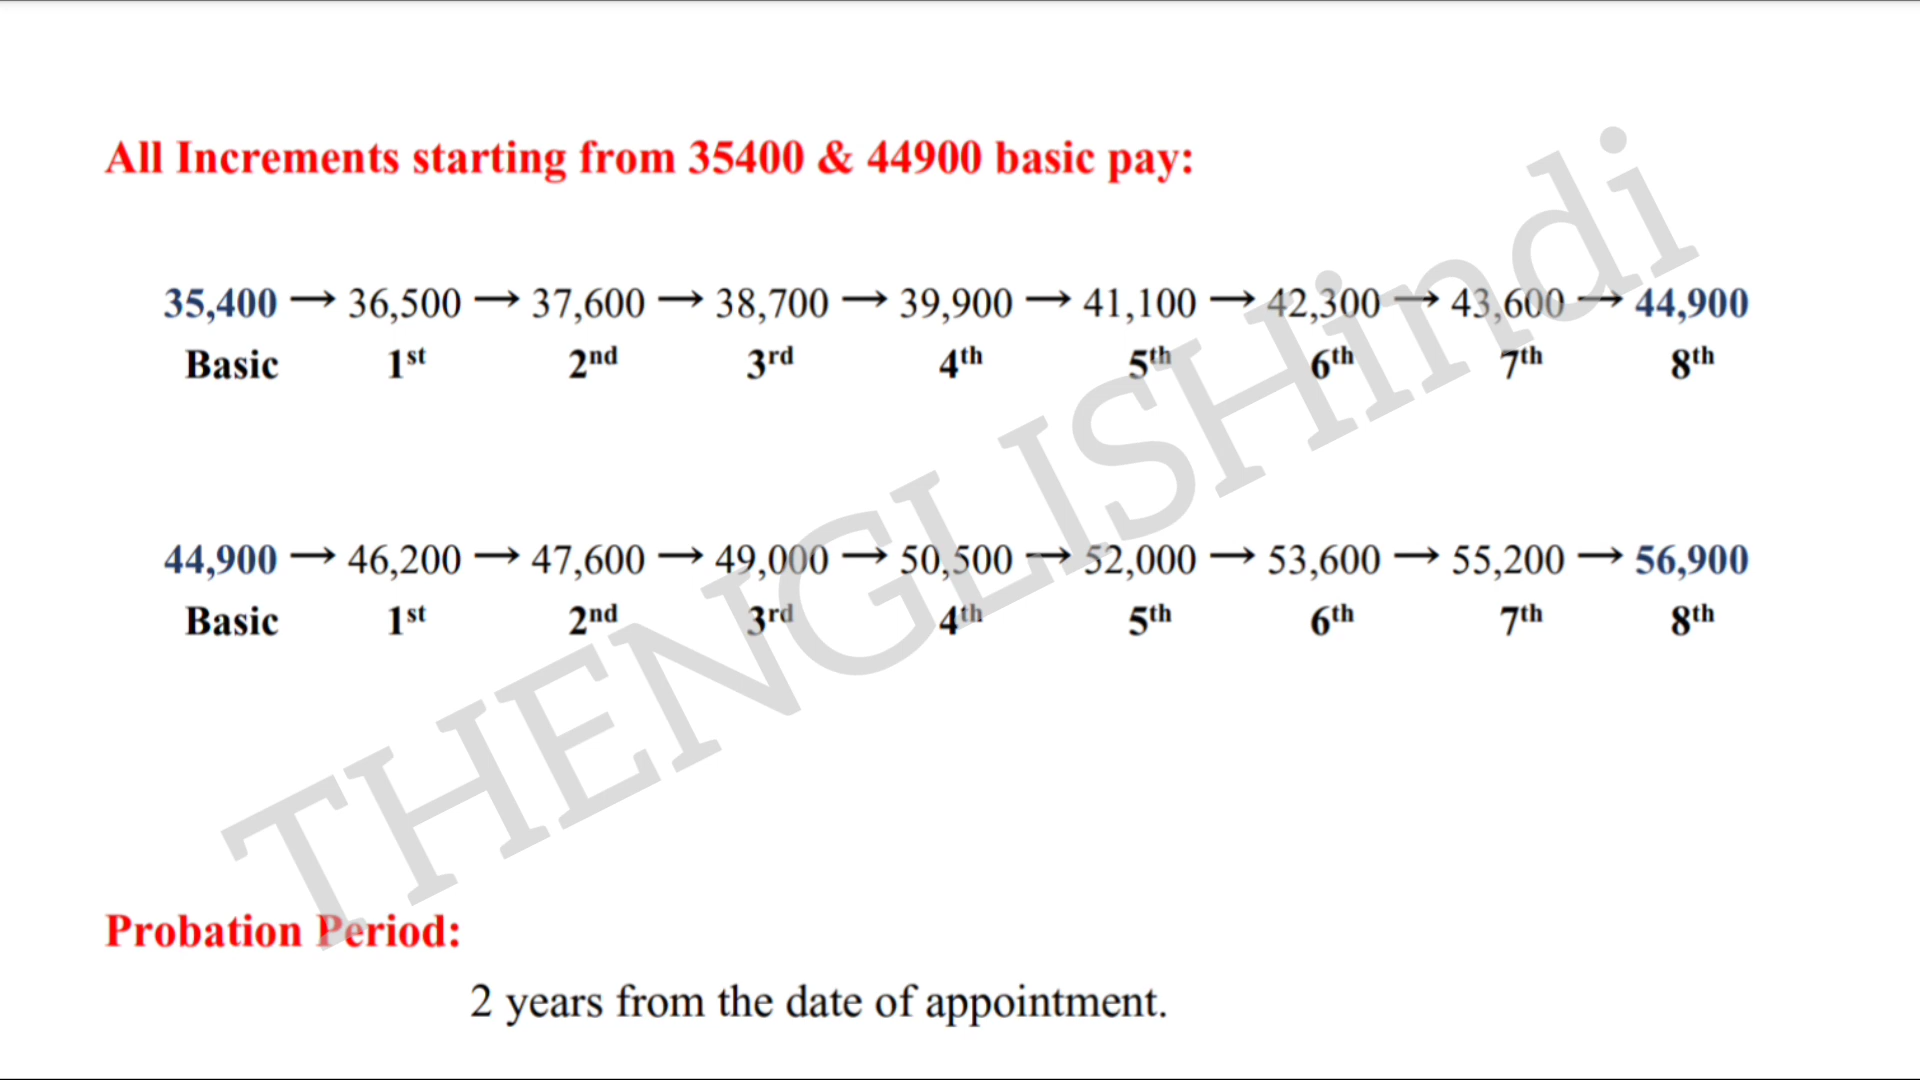 All Increments starting from 35400 & 44900 basic pay:
35,400 → 36,500 → 37,600 → 38,700 → 39,900 → 41,100 → 42,300 → 43,600 → 44,900
Basic 1st 2nd 3rd 4th 5th 6th 7th 8th
44,900 → 46,200 → 47,600 → 49,000 → 50,500 → 52,000 → 53,600 → 55,200 → 56,900
Basic 1st 2nd 3rd 4th 5th 6th 7th 8th
THENGLISHindi
Probation Period:
2 years from the date of appointment.